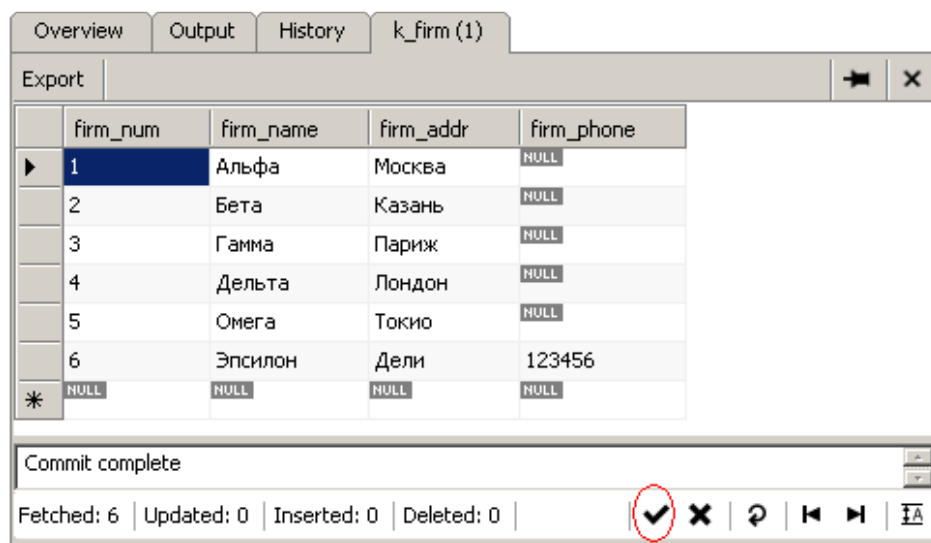 Overview Output History k_firm (1)
Export
firm_num firm_name firm_addr firm_phone
1 Альфа Москва NULL
2 Бета Казань NULL
3 Гамма Париж NULL
4 Дельта Лондон NULL
5 Омега Токио NULL
6 Эпсилон Дели 123456
NULL NULL NULL NULL
Commit complete
Fetched: 6 Updated: 0 Inserted: 0 Deleted: 0